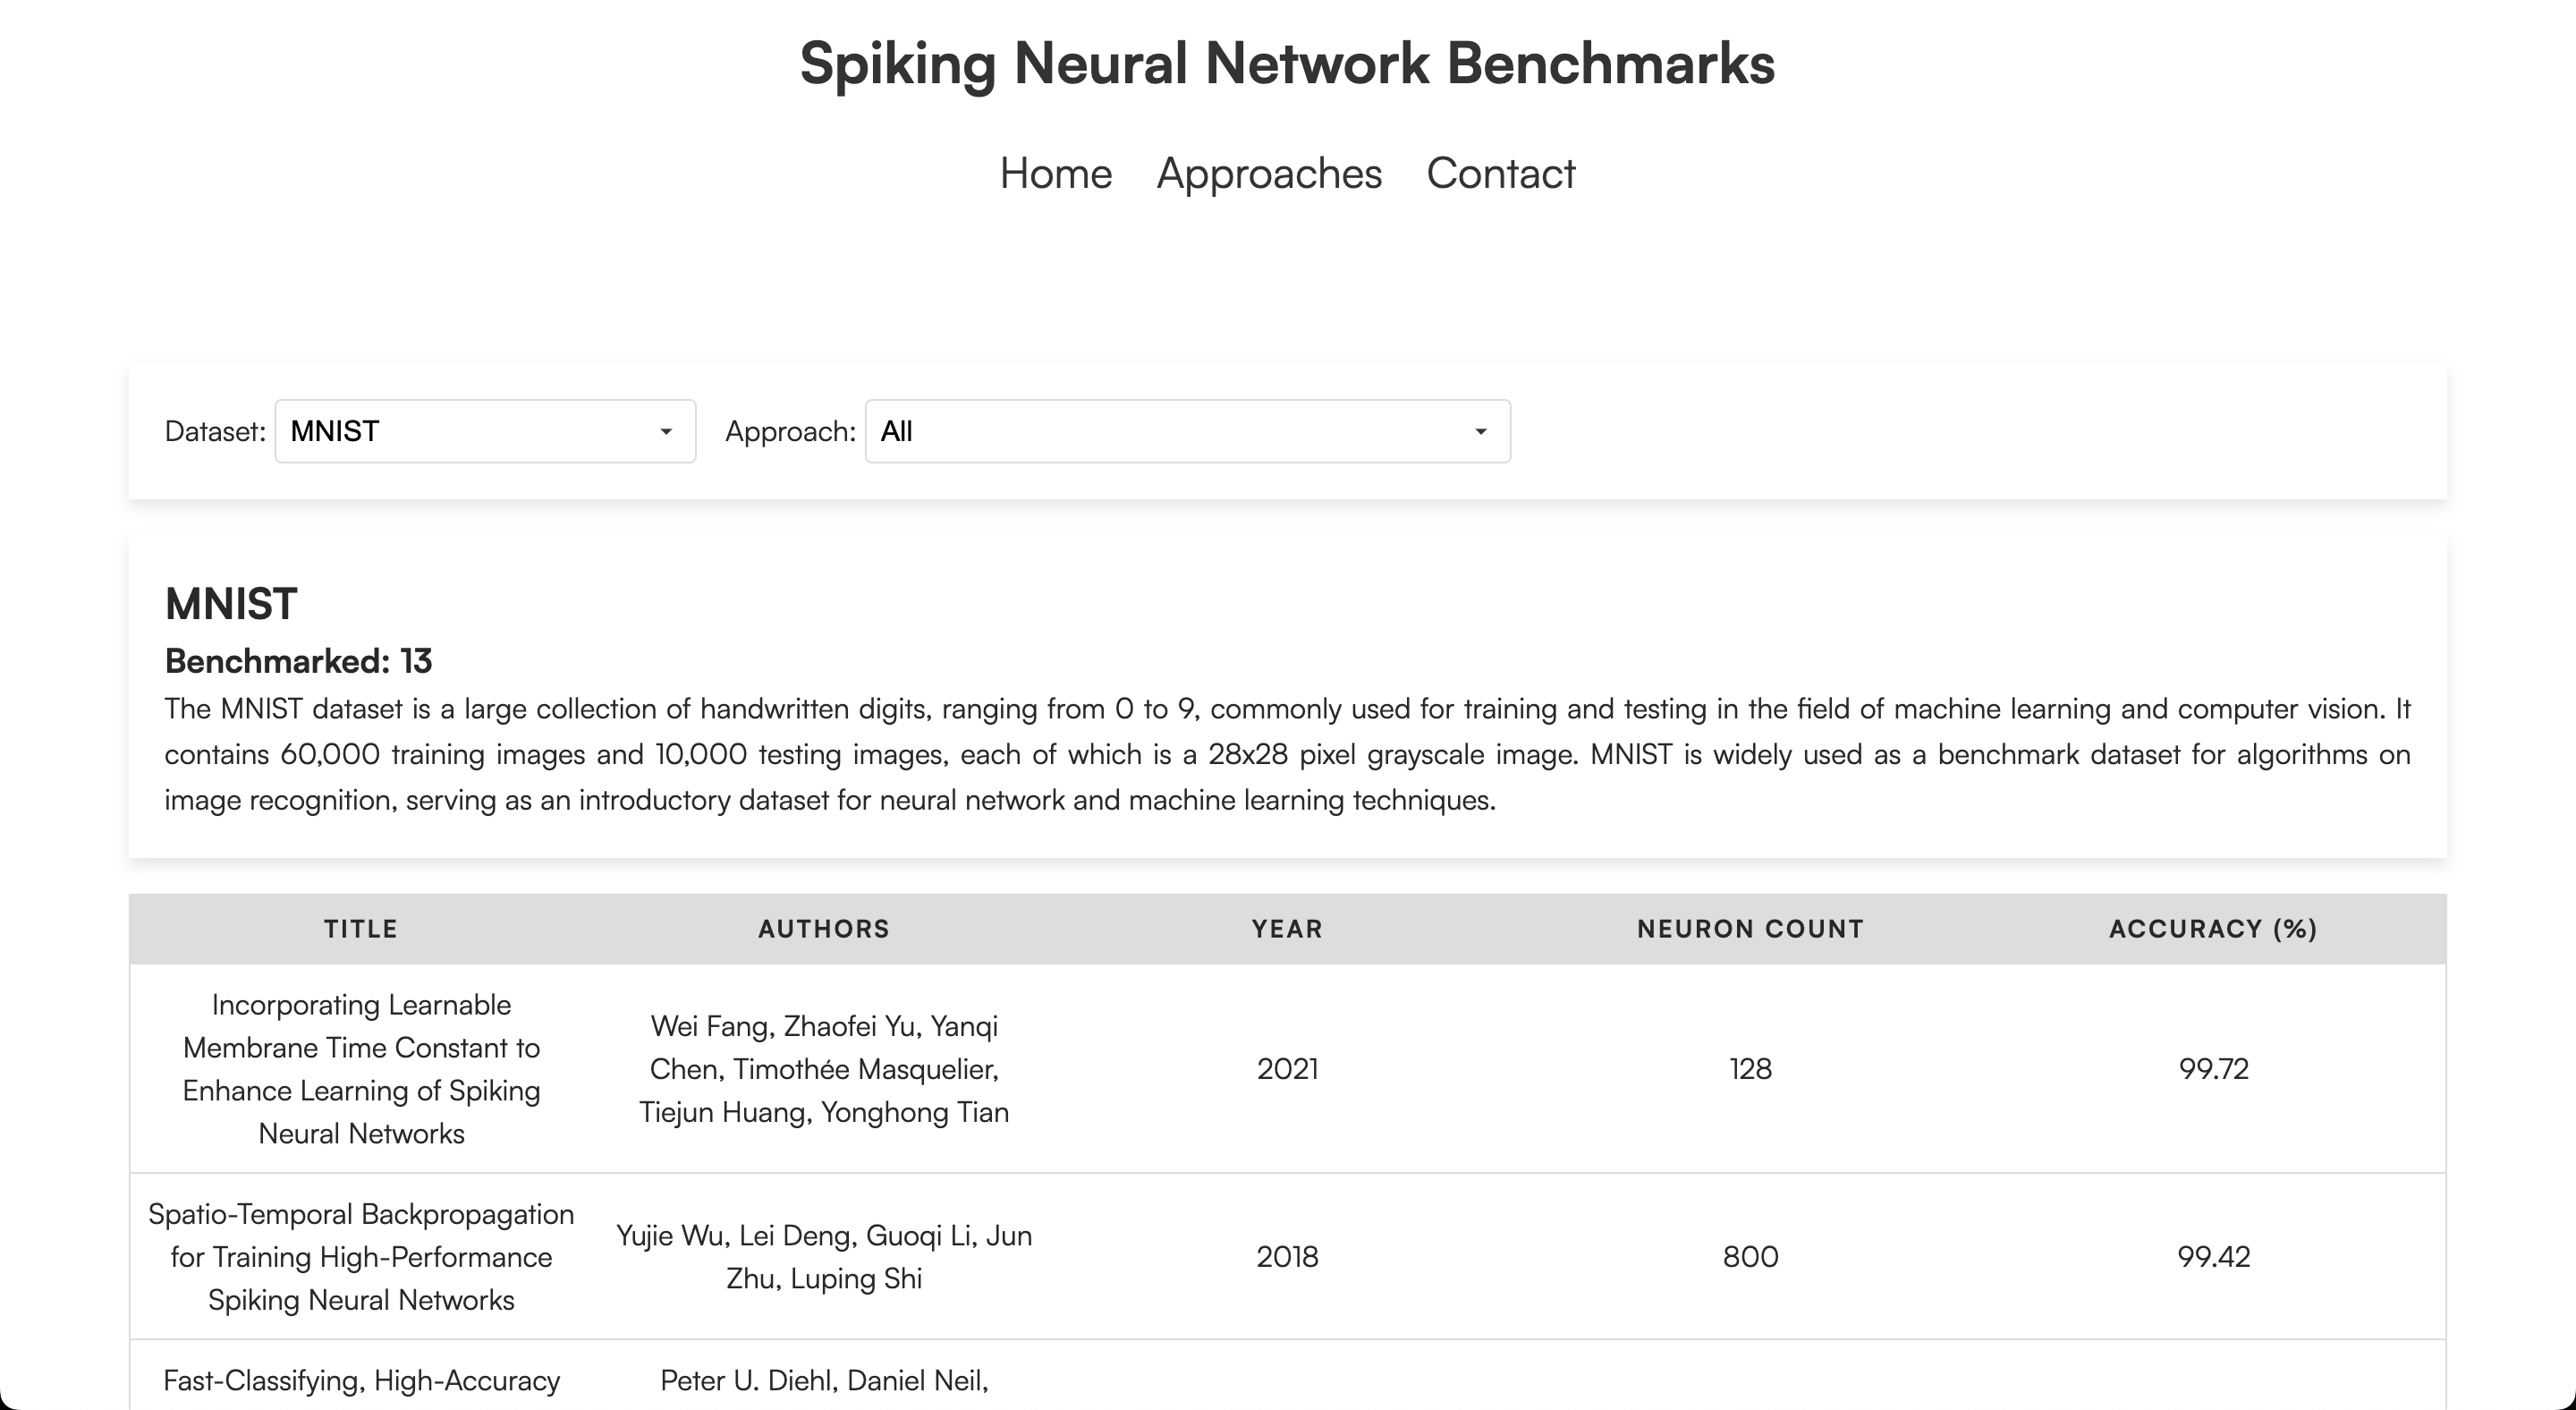 Spiking Neural Network Benchmarks
Home Approaches Contact
Dataset: MNIST Approach: All
MNIST
Benchmarked: 13
The MNIST dataset is a large collection of handwritten digits, ranging from 0 to 9, commonly used for training and testing in the field of machine learning and computer vision. It
contains 60,000 training images and 10,000 testing images, each of which is a 28x28 pixel grayscale image. MNIST is widely used as a benchmark dataset for algorithms on
image recognition, serving as an introductory dataset for neural network and machine learning techniques.
TITLE AUTHORS YEAR NEURON COUNT ACCURACY (%)
Incorporating Learnable
Membrane Time Constant to
Enhance Learning of Spiking
Neural Networks
Wei Fang, Zhaofei Yu, Yanqi
Chen, Timothée Masquelier,
Tiejun Huang, Yonghong Tian
2021
128
99.72
Spatio-Temporal Backpropagation
for Training High-Performance
Spiking Neural Networks
Yujie Wu, Lei Deng, Guoqi Li, Jun
Zhu, Luping Shi
2018
800
99.42
Fast-Classifying, High-Accuracy
Peter U. Diehl, Daniel Neil,